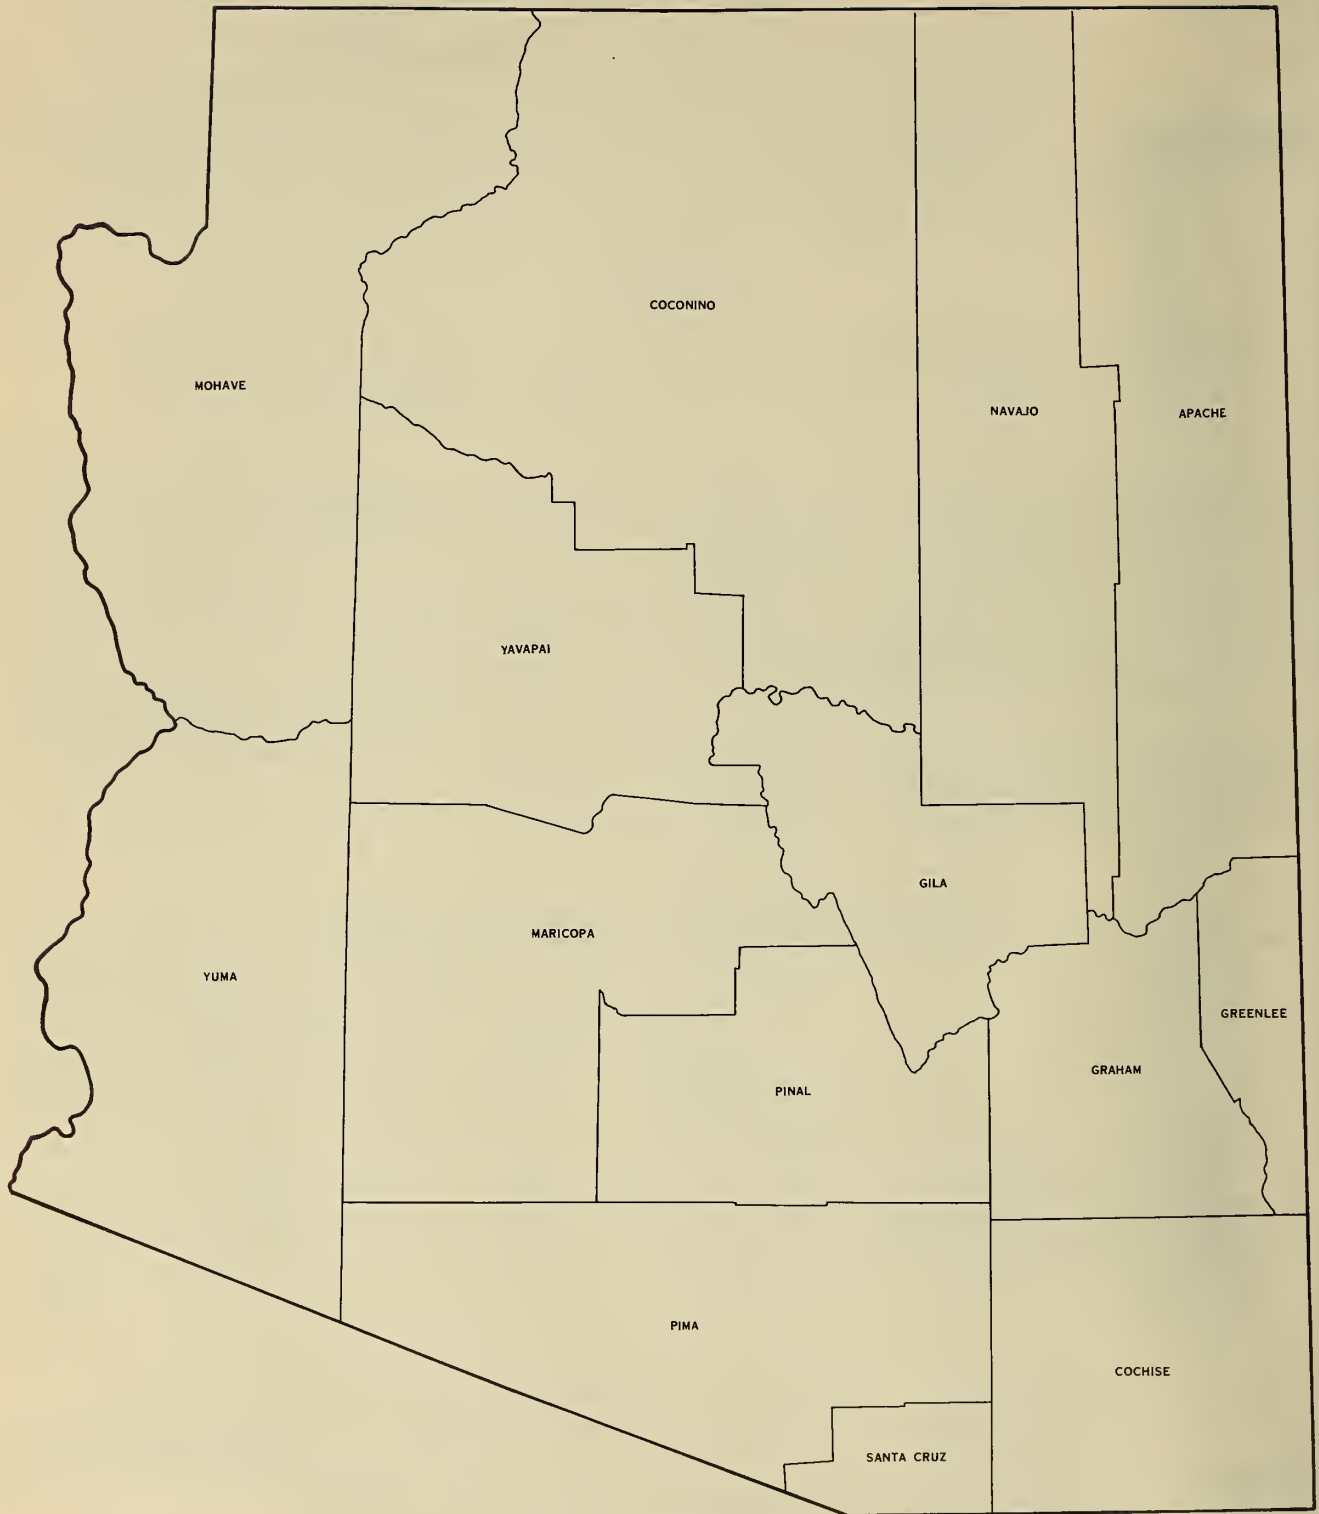 COCONINO
MOHAVE
NAVAJO
APACHE
YAVAPAI
GILA
MARICOPA
YUMA
GREENLEE
GRAHAM
PINAL
PIMA
COCHISE
SANTA CRUZ